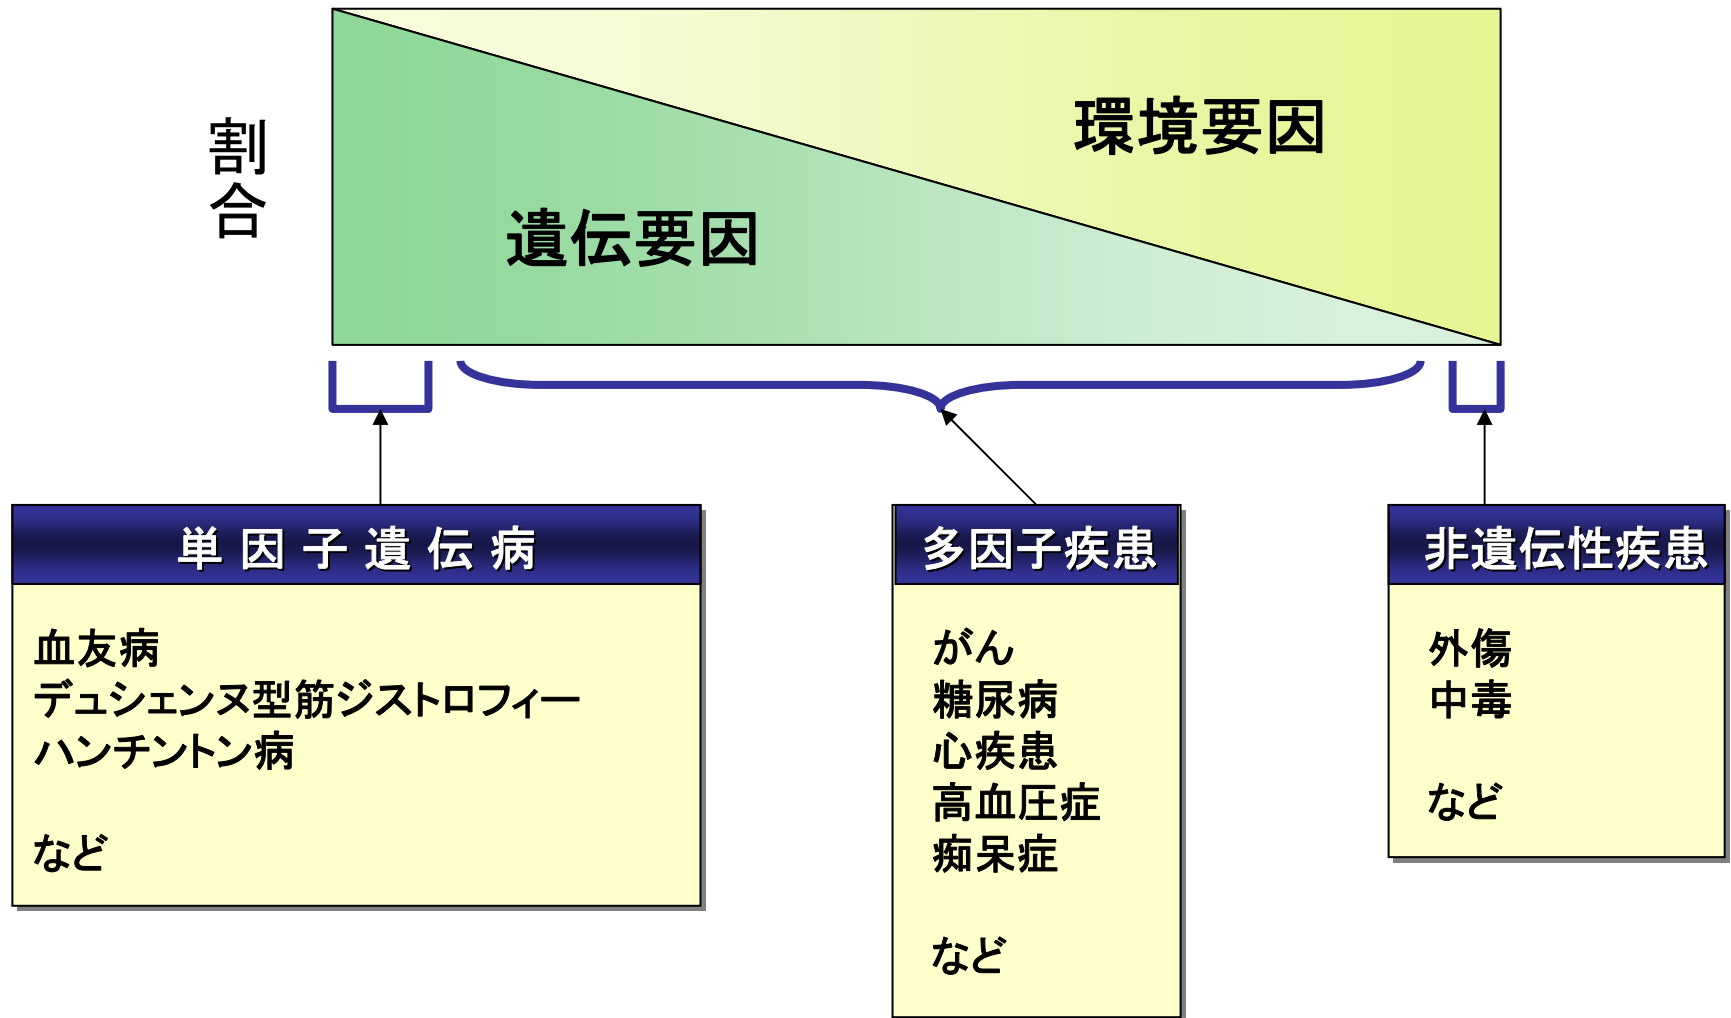 割合
環境要因
遺伝要因
単因子遺伝病
血友病
デュシェンヌ型筋ジストロフィー
ハンチントン病
など
多因子疾患
がん
糖尿病
心疾患
高血圧症
痴呆症
など
非遺伝性疾患
外傷
中毒
など